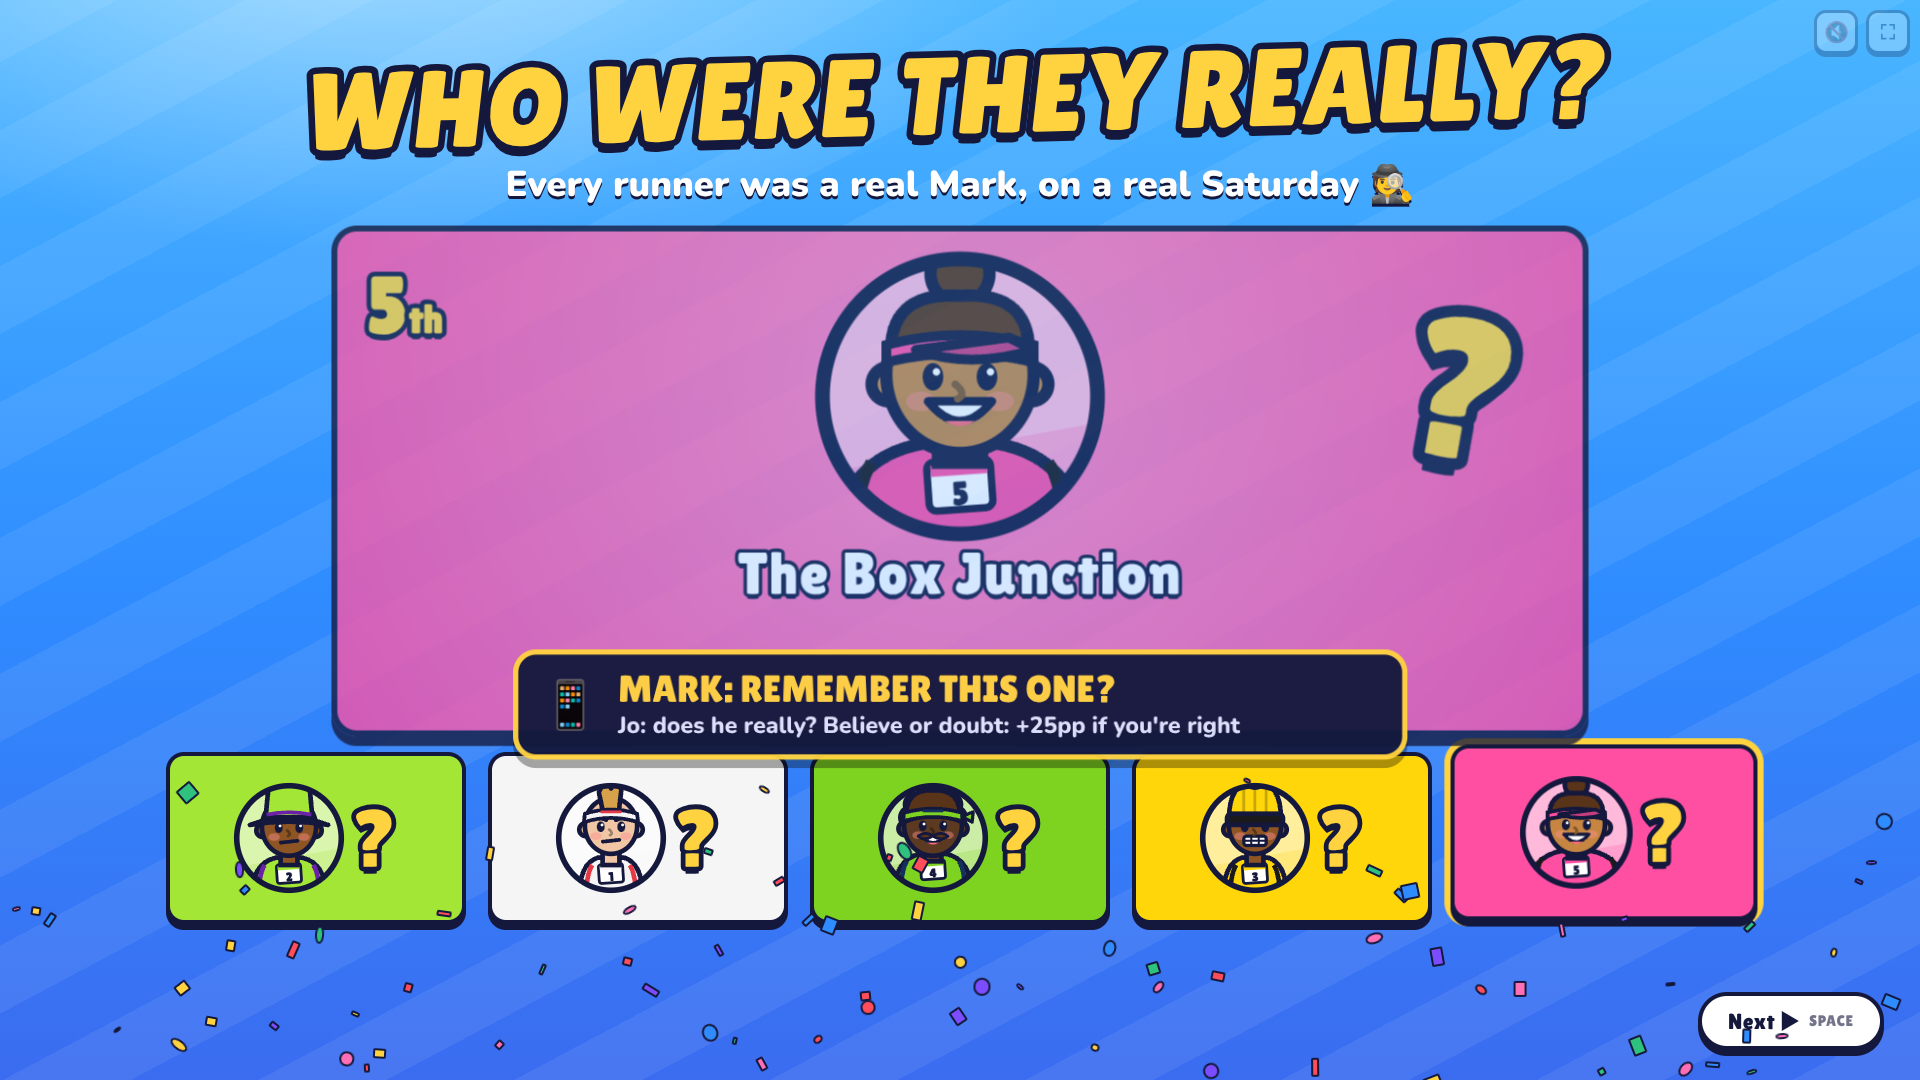 WHO WERE THEY REALLY?
Every runner was a real Mark, on a real Saturday
5th
?
5
The Box Junction
MARK: REMEMBER THIS ONE?
Jo: does he really? Believe or doubt: +25pp if you're right
2 ?
1 ?
4 ?
3 ?
5 ?
Next SPACE